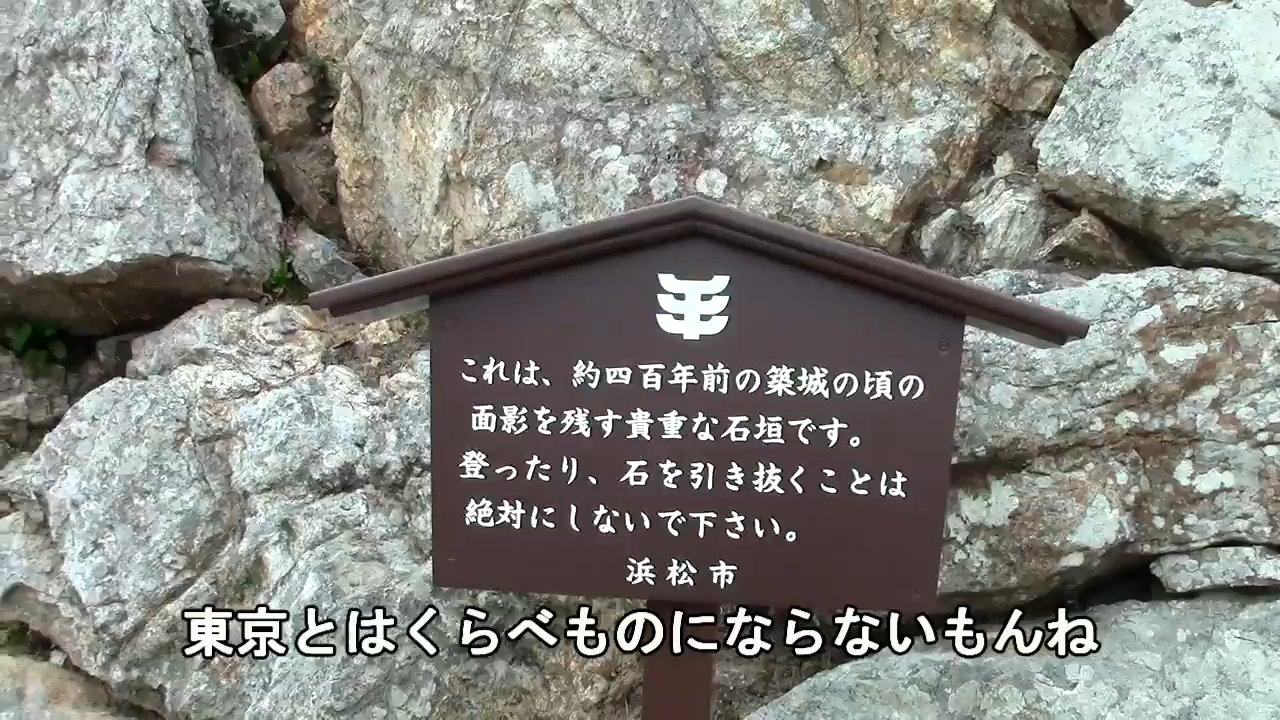 これは、約四百年前の築城の頃の
面影を残す貴重な石垣です。
登ったり、石を引き抜くことは
絶対にしないで下さい。
浜松市
東京とはくらべものにならないもんね